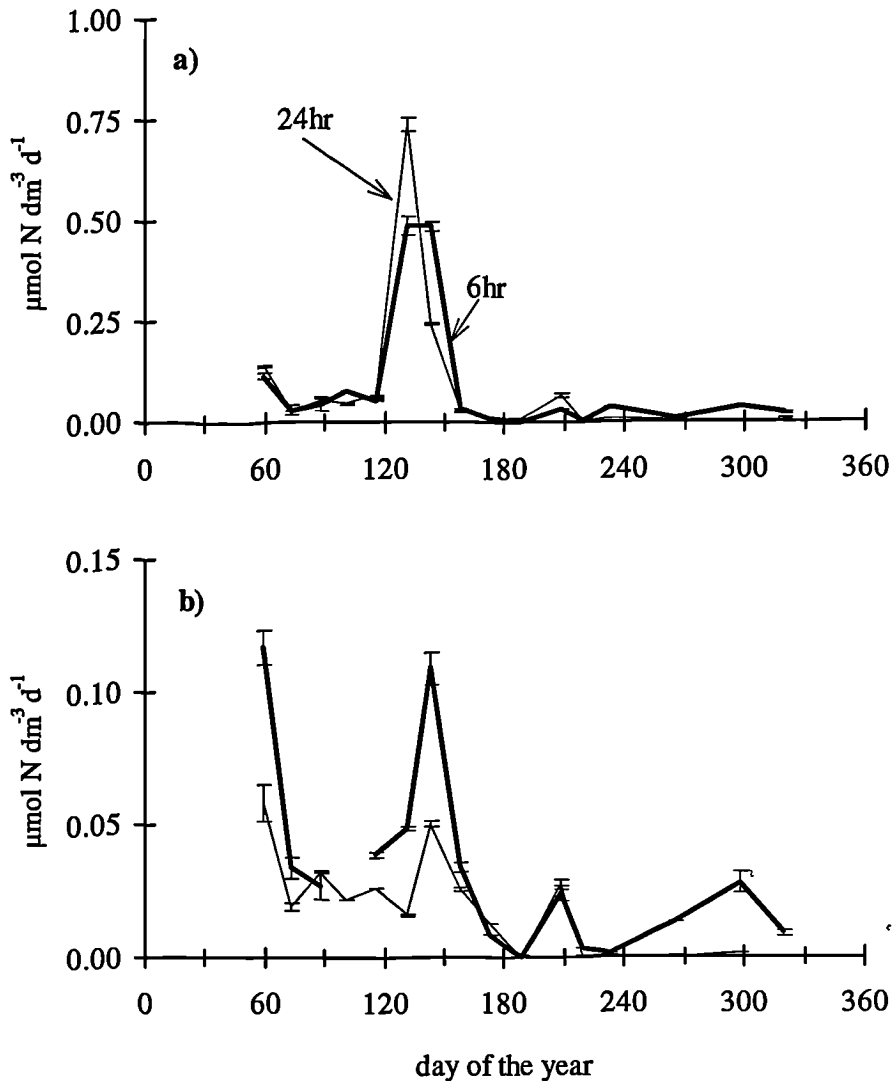 a)
1.00
0.75
0.50
0.25
0.00
µmol N dm⁻³ d⁻¹
24hr
6hr
0 60 120 180 240 300 360
b)
0.15
0.10
0.05
0.00
µmol N dm⁻³ d⁻¹
0 60 120 180 240 300 360
day of the year